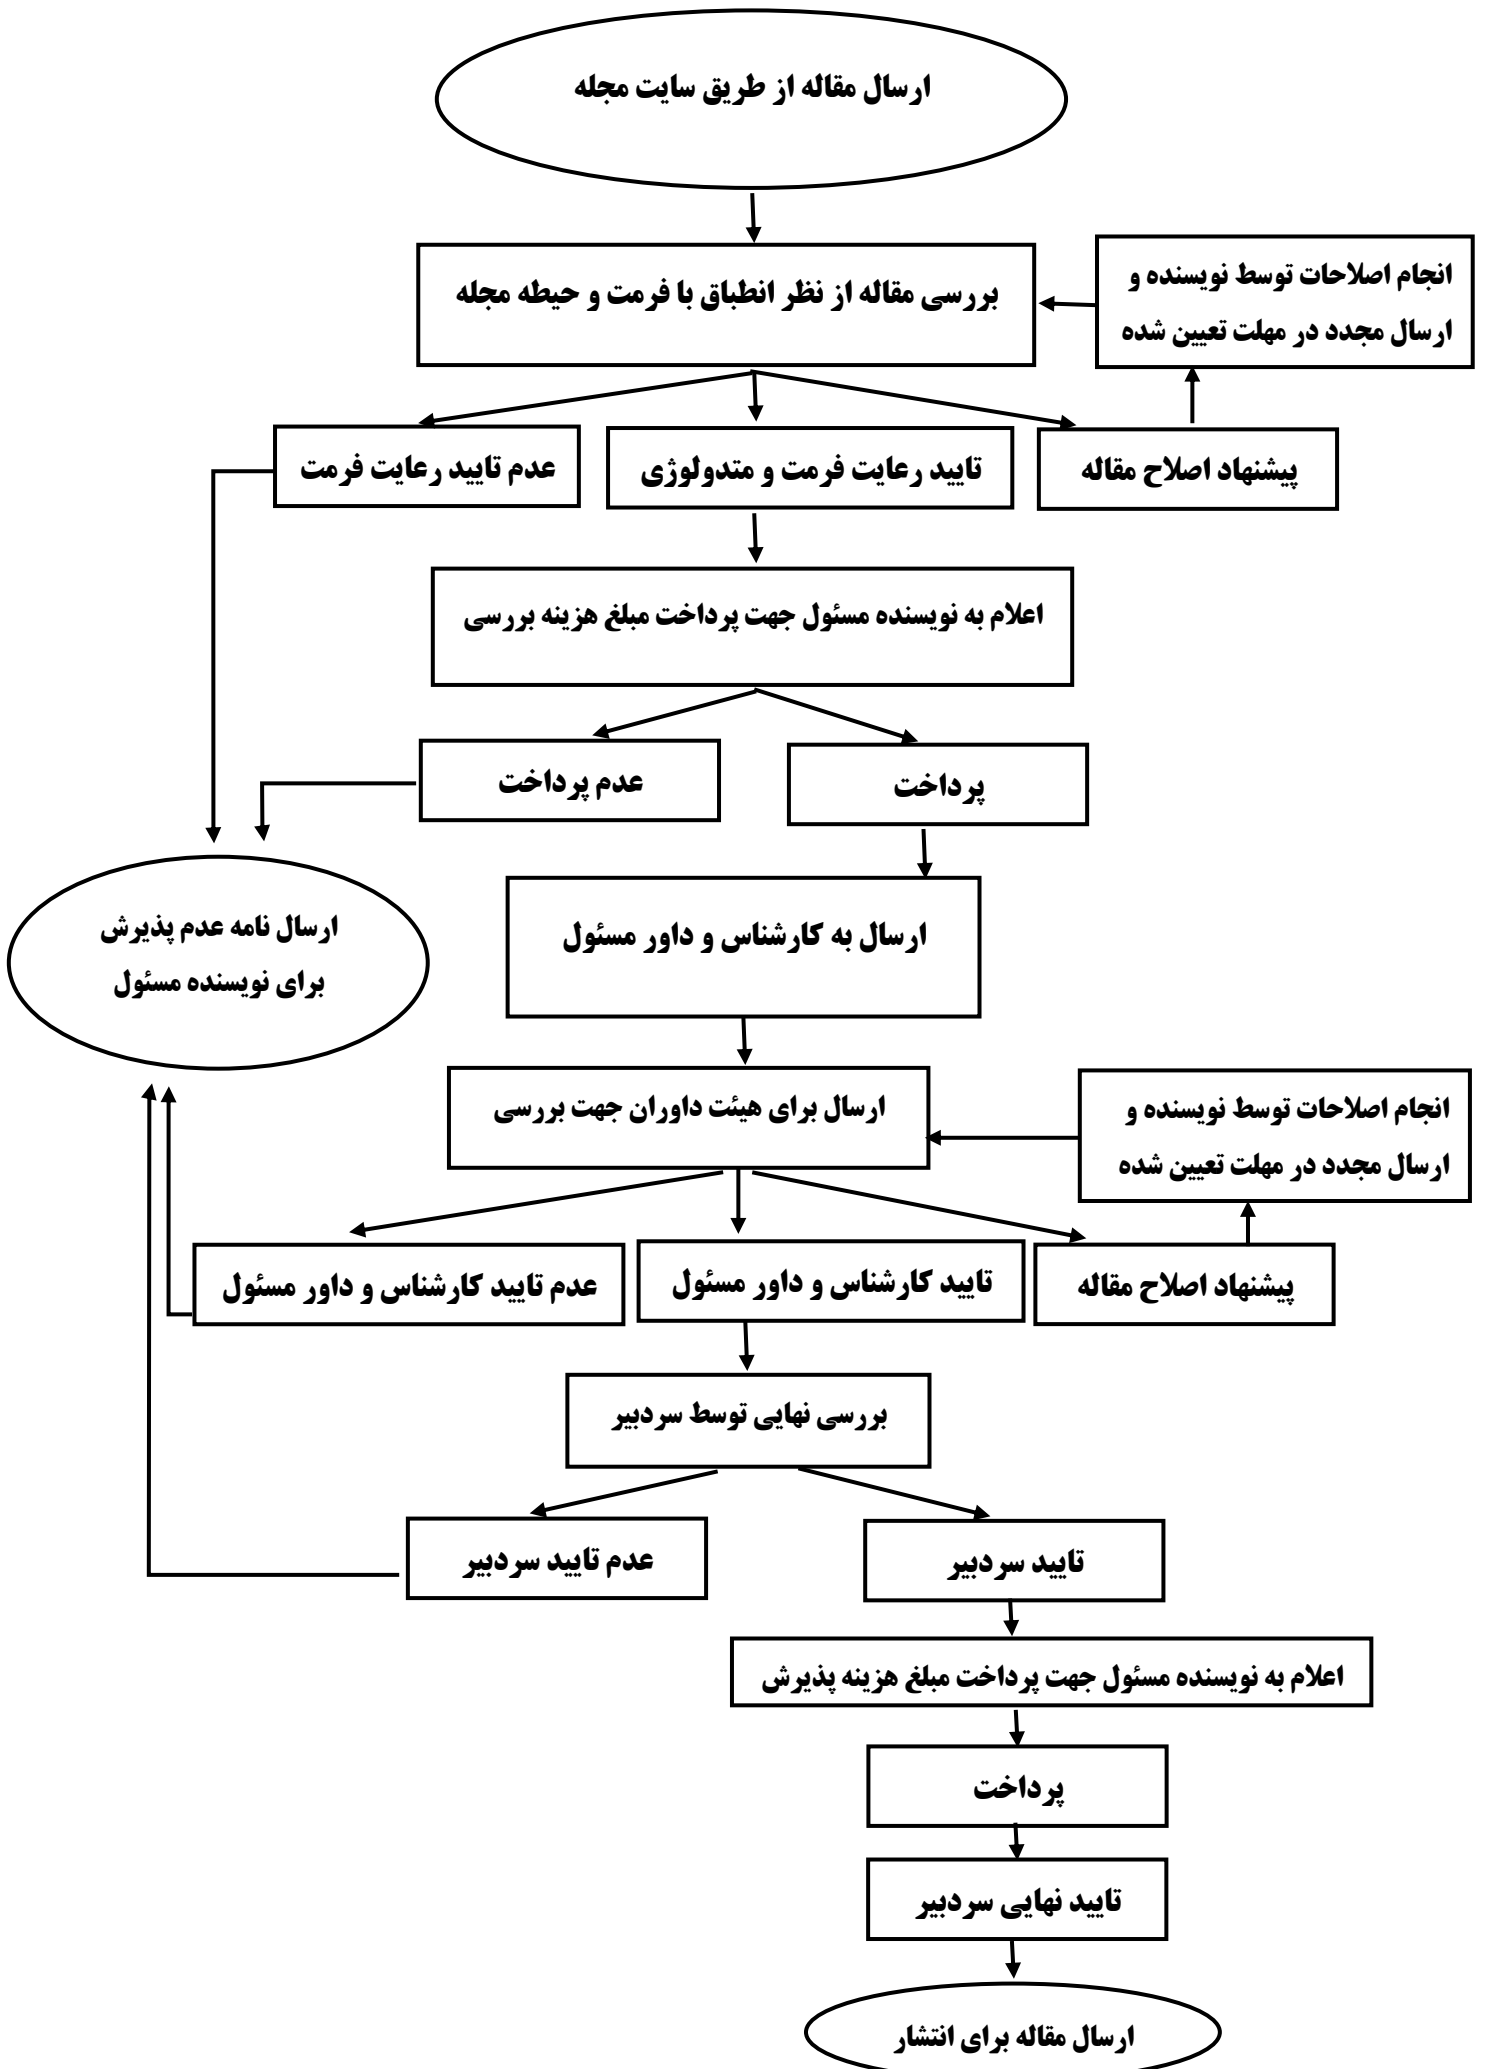 ارسال مقاله از طریق سایت مجله
انجام اصلاحات توسط نویسنده و
ارسال مجدد در مهلت تعیین شده
بررسی مقاله از نظر انطباق با فرمت و حیطه مجله
پیشنهاد اصلاح مقاله
تایید رعایت فرمت و متدولوژی
عدم تایید رعایت فرمت
اعلام به نویسنده مسئول جهت پرداخت مبلغ هزینه بررسی
پرداخت
عدم پرداخت
ارسال به کارشناس و داور مسئول
ارسال نامه عدم پذیرش
برای نویسنده مسئول
انجام اصلاحات توسط نویسنده و
ارسال مجدد در مهلت تعیین شده
ارسال برای هیئت داوران جهت بررسی
پیشنهاد اصلاح مقاله
تایید کارشناس و داور مسئول
عدم تایید کارشناس و داور مسئول
بررسی نهایی توسط سردبیر
تایید سردبیر
عدم تایید سردبیر
اعلام به نویسنده مسئول جهت پرداخت مبلغ هزینه پذیرش
پرداخت
تایید نهایی سردبیر
ارسال مقاله برای انتشار